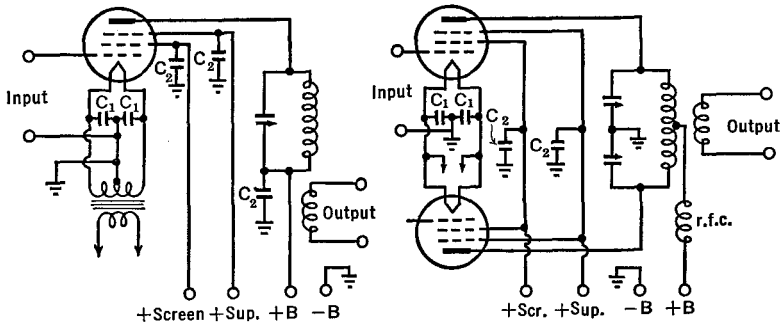 Input
C1 C1
C2
C2
C2
Output
+Screen +Sup. +B -B
Input
C1 C1
C2
C2
Output
r.f.c.
+Scr. +Sup. -B +B